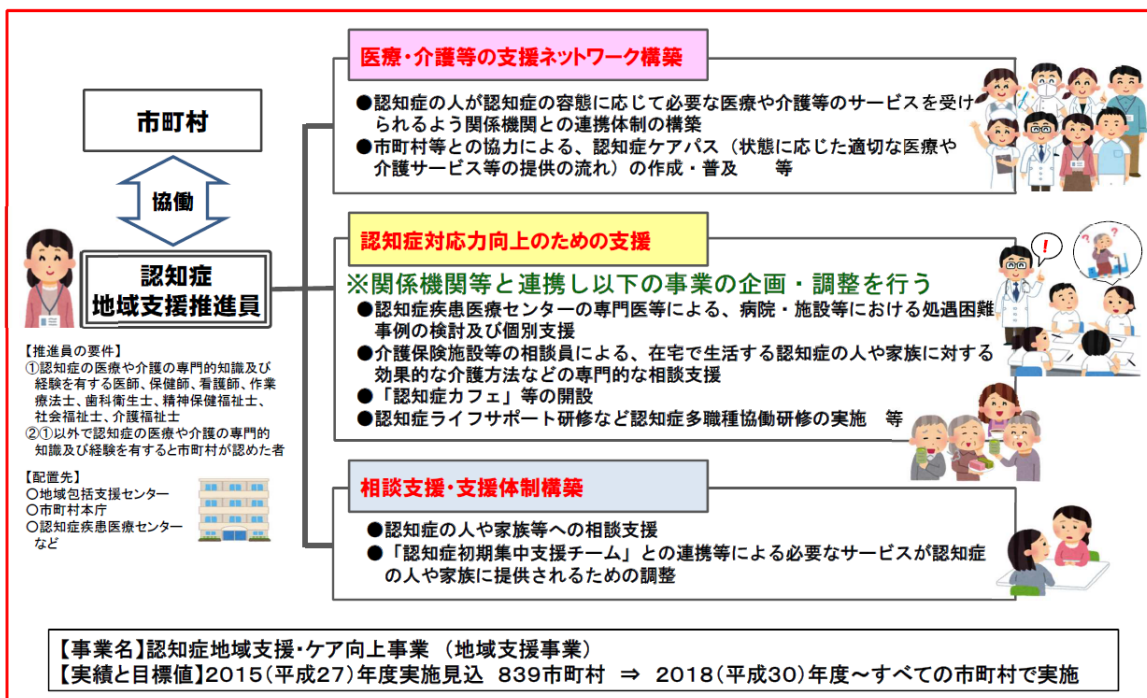 市町村
協働
認知症
地域支援推進員
【推進員の要件】
①認知症の医療や介護の専門的知識及び
経験を有する医師、保健師、看護師、作業
療法士、歯科衛生士、精神保健福祉士、
社会福祉士、介護福祉士
②①以外で認知症の医療や介護の専門的
知識及び経験を有すると市町村が認めた者
【配置先】
○地域包括支援センター
○市町村本庁
○認知症疾患医療センター
など
医療・介護等の支援ネットワーク構築
●認知症の人が認知症の容態に応じて必要な医療や介護等のサービスを受け
られるよう関係機関との連携体制の構築
●市町村等との協力による、認知症ケアパス（状態に応じた適切な医療や
介護サービス等の提供の流れ）の作成・普及　　等
認知症対応力向上のための支援
※関係機関等と連携し以下の事業の企画・調整を行う
●認知症疾患医療センターの専門医等による、病院・施設等における処遇困難
事例の検討及び個別支援
●介護保険施設等の相談員による、在宅で生活する認知症の人や家族に対する
効果的な介護方法などの専門的な相談支援
●「認知症カフェ」等の開設
●認知症ライフサポート研修など認知症多職種協働研修の実施　等
!
? ?
相談支援・支援体制構築
●認知症の人や家族等への相談支援
●「認知症初期集中支援チーム」との連携等による必要なサービスが認知症
の人や家族に提供されるための調整
【事業名】認知症地域支援・ケア向上事業（地域支援事業）
【実績と目標値】2015（平成27）年度実施見込　839市町村　⇒　2018（平成30）年度～すべての市町村で実施